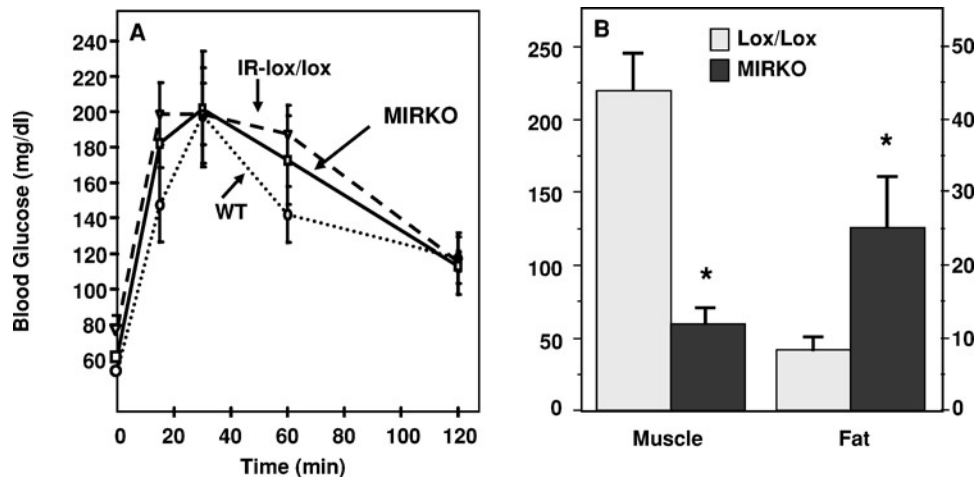 A
Blood Glucose (mg/dl)
240
220
200
180
160
140
120
100
80
60
IR-lox/lox
MIRKO
WT
0
20
40
60
80
100
120
Time (min)
B
Lox/Lox
MIRKO
250
200
150
100
50
0
*
*
50
40
30
20
10
0
Muscle
Fat